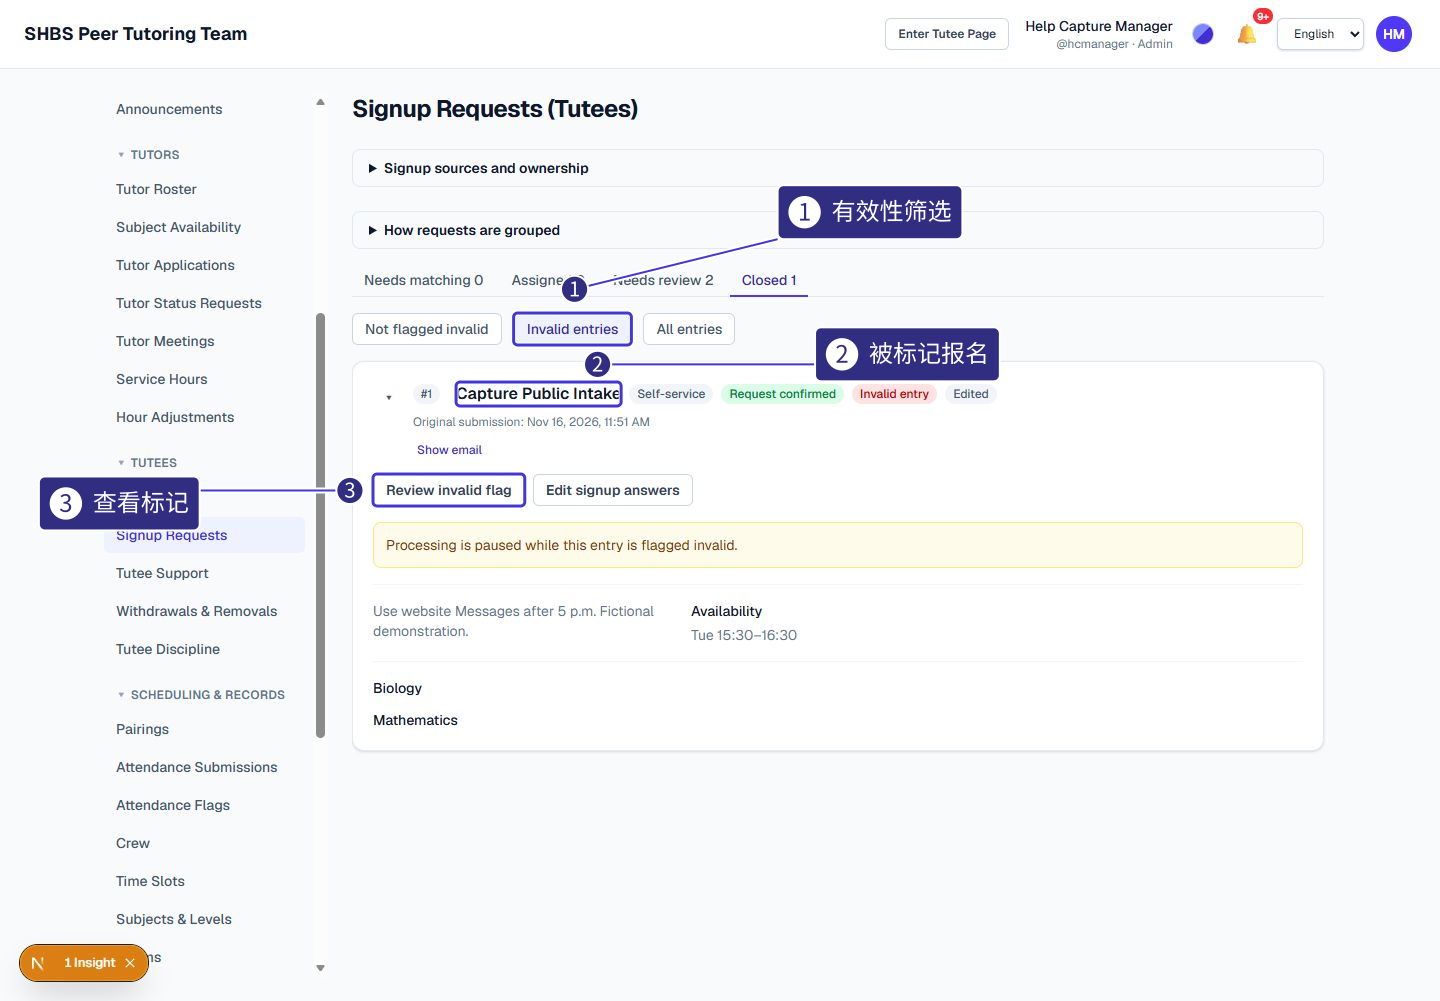 SHBS Peer Tutoring Team
Enter Tutee Page
Help Capture Manager
@hcmanager · Admin
9+
English
HM
Announcements
TUTORS
Tutor Roster
Subject Availability
Tutor Applications
Tutor Status Requests
Tutor Meetings
Service Hours
Hour Adjustments
TUTEES
3 查看标记
Signup Requests
Tutee Support
Withdrawals & Removals
Tutee Discipline
SCHEDULING & RECORDS
Pairings
Attendance Submissions
Attendance Flags
Crew
Time Slots
Subjects & Levels
1 Insight
Signup Requests (Tutees)
Signup sources and ownership
1 有效性筛选
How requests are grouped
Needs matching 0
1
Needs review 2
Closed 1
Not flagged invalid
Invalid entries
All entries
2
2 被标记报名
#1
Capture Public Intake
Self-service
Request confirmed
Invalid entry
Edited
Original submission: Nov 16, 2026, 11:51 AM
Show email
3
Review invalid flag
Edit signup answers
Processing is paused while this entry is flagged invalid.
Use website Messages after 5 p.m. Fictional
demonstration.
Availability
Tue 15:30–16:30
Biology
Mathematics